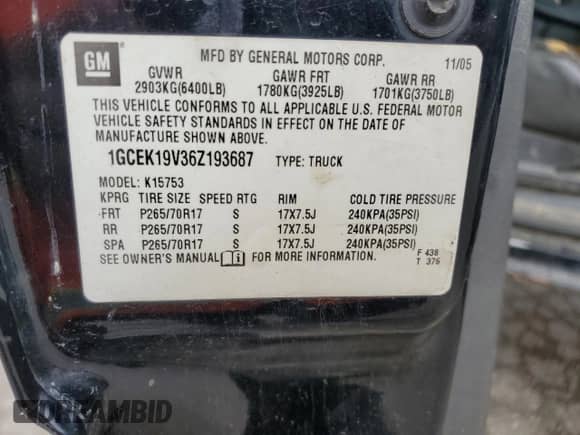 GM
MFD BY GENERAL MOTORS CORP. 11/05
GVWR GAWR FRT GAWR RR
2903KG(6400LB) 1780KG(3925LB) 1701KG(3750LB)
THIS VEHICLE CONFORMS TO ALL APPLICABLE U.S. FEDERAL MOTOR
VEHICLE SAFETY STANDARDS IN EFFECT ON THE DATE OF
MANUFACTURE SHOWN ABOVE.
1GCEK19V36Z193687 TYPE: TRUCK
MODEL: K15753
KPRG TIRE SIZE SPEED RTG RIM COLD TIRE PRESSURE
FRT P265/70R17 S 17X7.5J 240KPA(35PSI)
RR P265/70R17 S 17X7.5J 240KPA(35PSI)
SPA P265/70R17 S 17X7.5J 240KPA(35PSI)
SEE OWNER'S MANUAL i FOR MORE INFORMATION.
F 438
T 376
DREAMBID